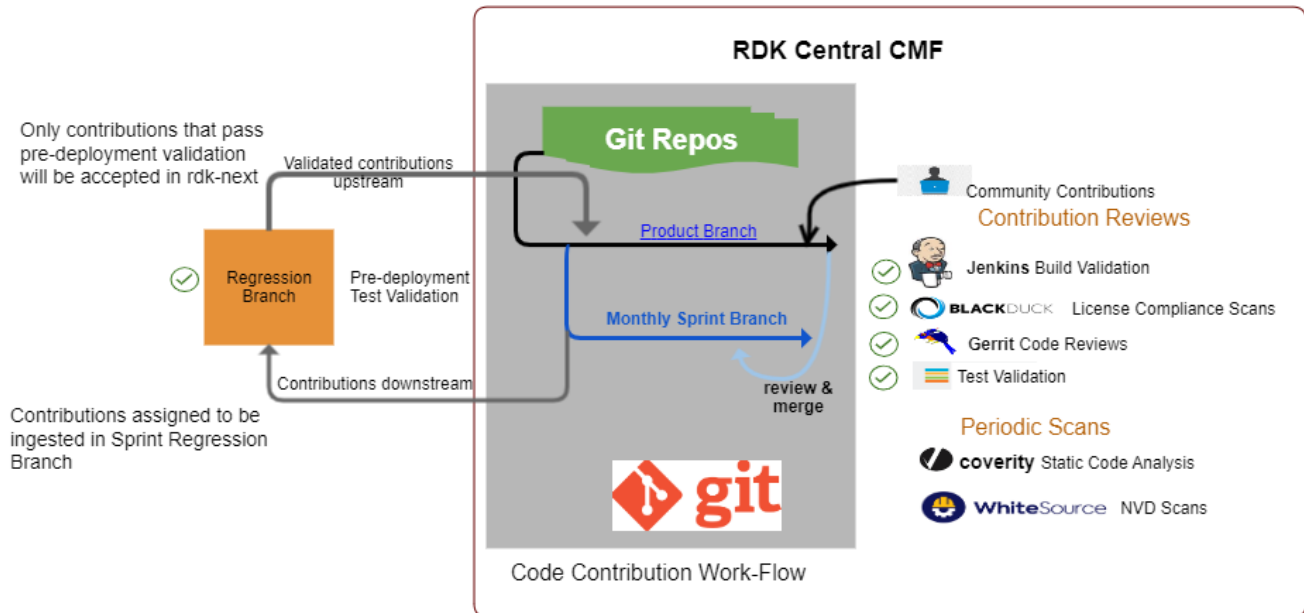 RDK Central CMF
Git Repos
Only contributions that pass
pre-deployment validation
will be accepted in rdk-next
Validated contributions
upstream
Regression
Branch
Pre-deployment
Test Validation
Contributions downstream
Contributions assigned to be
ingested in Sprint Regression
Branch
Product Branch
Monthly Sprint Branch
review &
merge
git
Code Contribution Work-Flow
Community Contributions
Contribution Reviews
Jenkins Build Validation
BLACKDUCK License Compliance Scans
Gerrit Code Reviews
Test Validation
Periodic Scans
coverity Static Code Analysis
WhiteSource NVD Scans